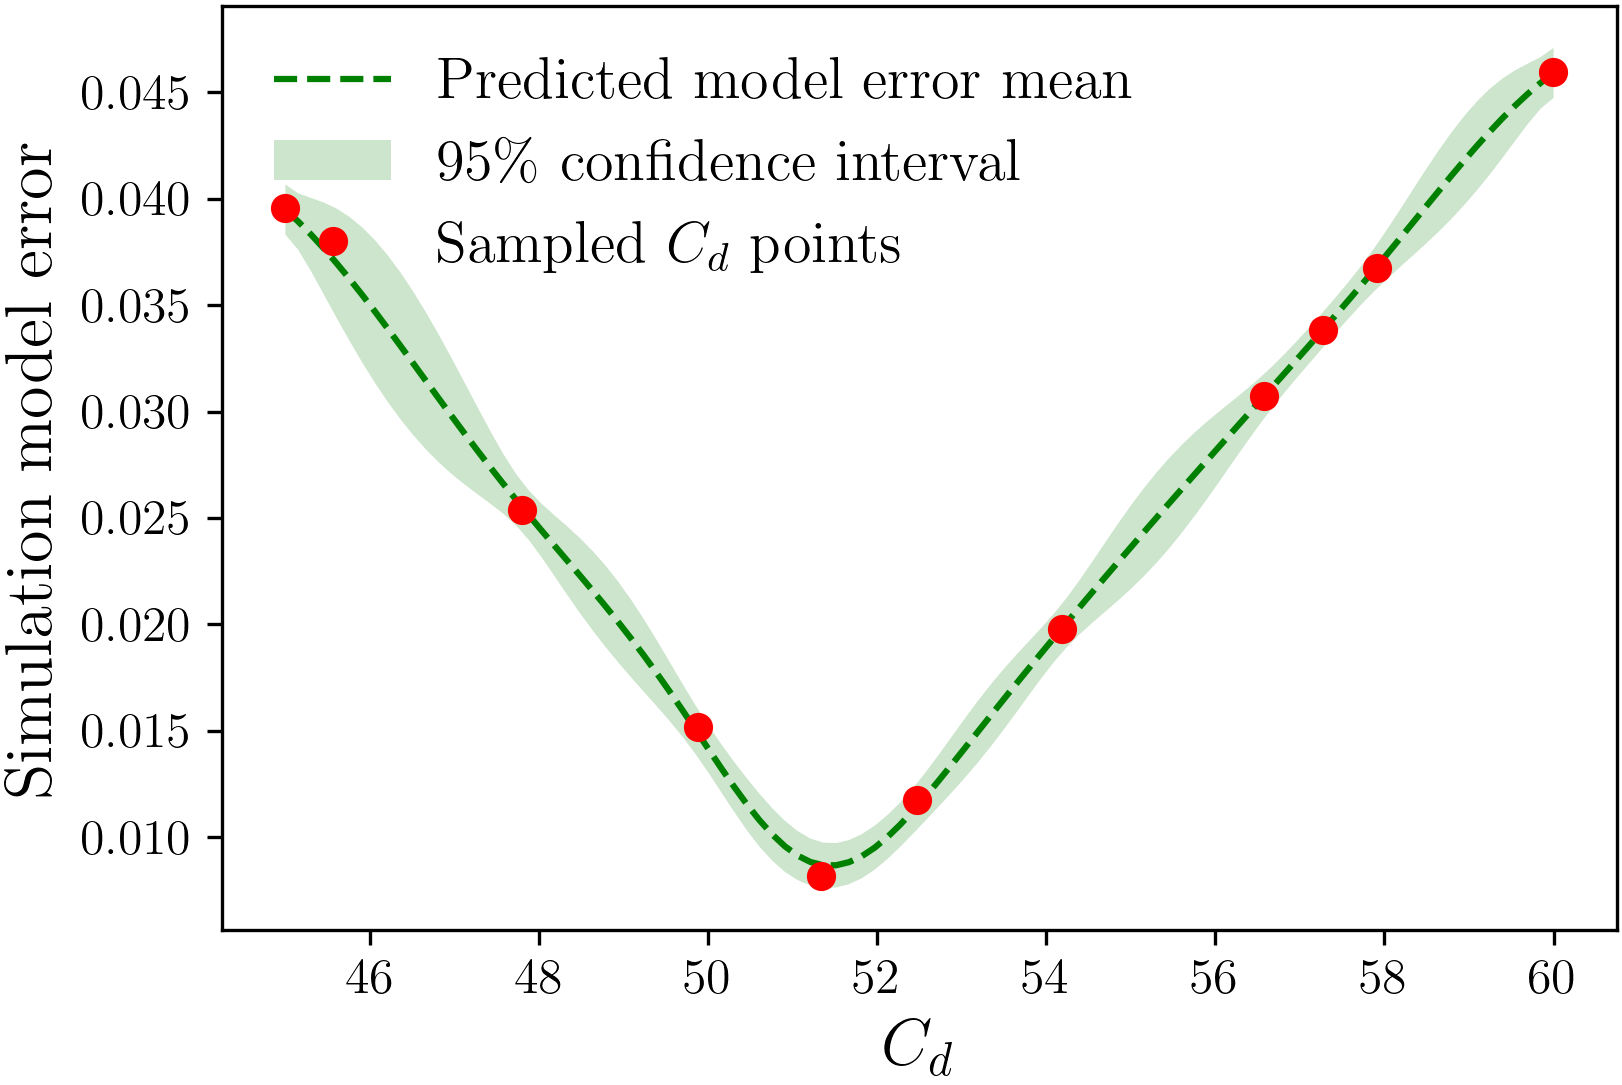 Predicted model error mean
95% confidence interval
Sampled C_d points
Simulation model error
0.045
0.040
0.035
0.030
0.025
0.020
0.015
0.010
46 48 50 52 54 56 58 60
C_d